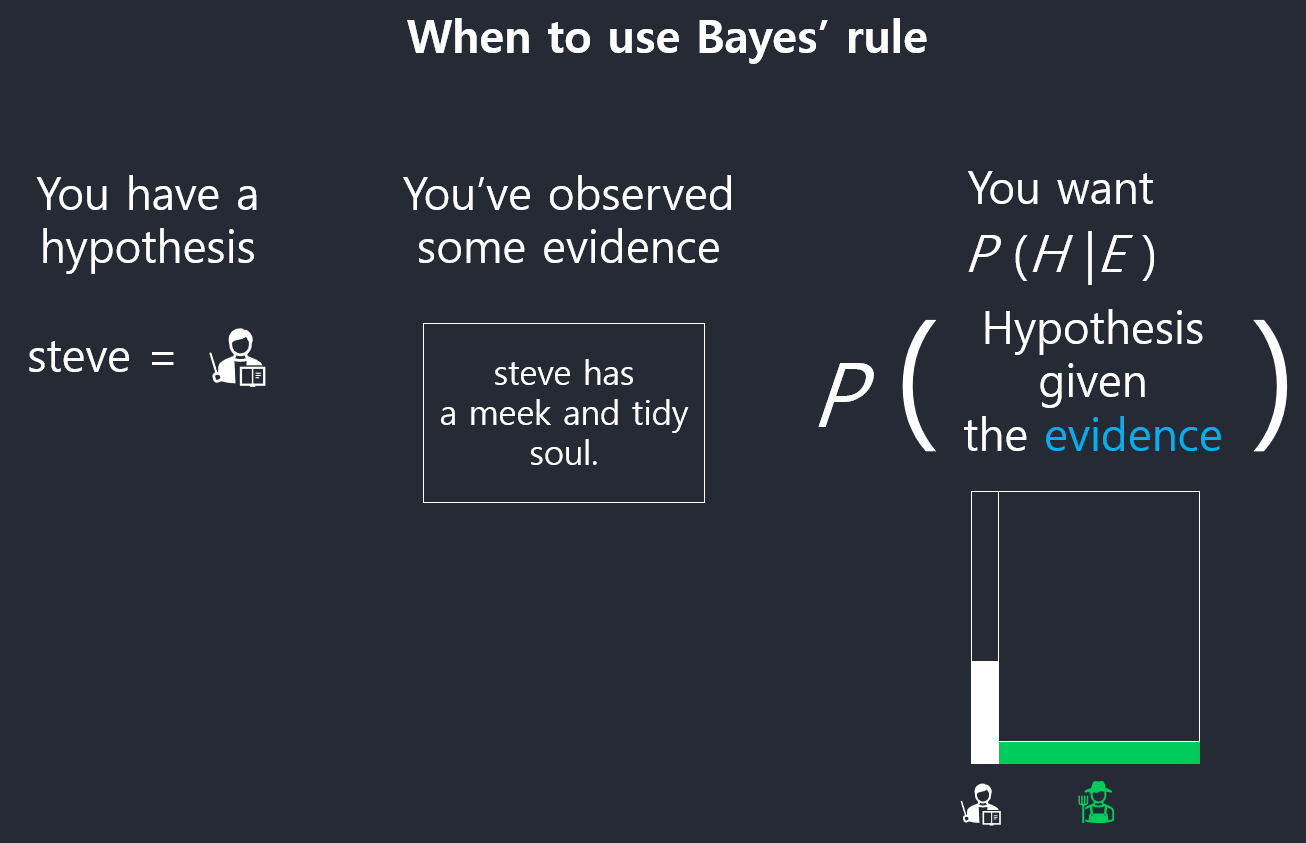 When to use Bayes’ rule
You have a
hypothesis
steve =
You’ve observed
some evidence
steve has
a meek and tidy
soul.
You want
P (H|E )
P ( Hypothesis
given
the evidence )